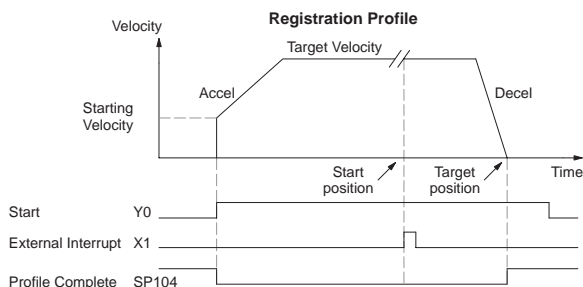 Registration Profile
Velocity
Target Velocity
Accel
Decel
Starting
Velocity
Start
position
Target
position
Time
Start Y0
External Interrupt X1
Profile Complete SP104